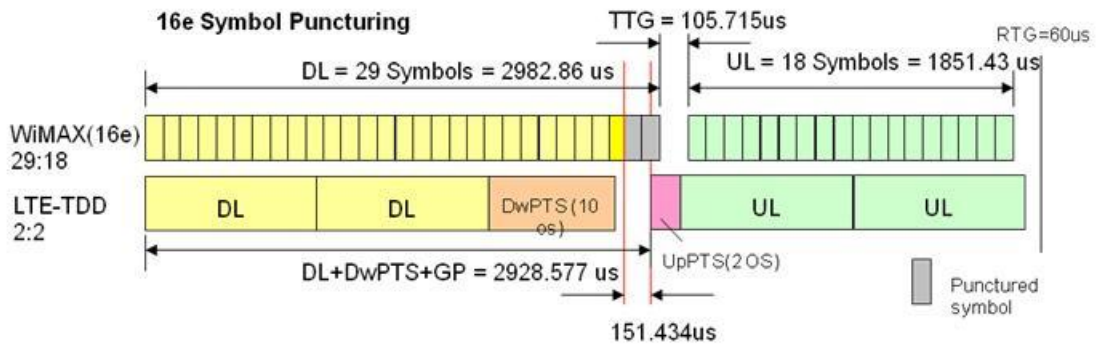 16e Symbol Puncturing
TTG = 105.715us
RTG=60us
DL = 29 Symbols = 2982.86 us
UL = 18 Symbols = 1851.43 us
WiMAX(16e)
29:18
LTE-TDD
2:2
DL
DL
DwPTS(10
os)
UL
UL
UpPTS(2OS)
DL+DwPTS+GP = 2928.577 us
151.434us
Punctured
symbol